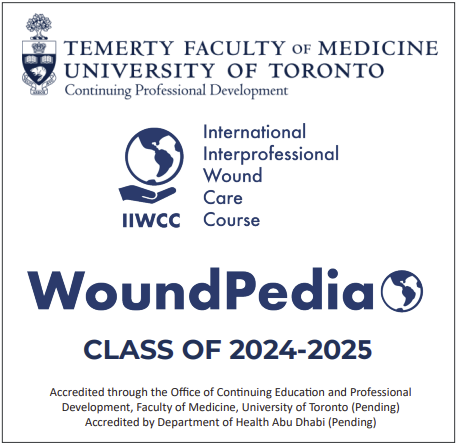 TEMERTY FACULTY OF MEDICINE
UNIVERSITY OF TORONTO
Continuing Professional Development
International
Interprofessional
Wound
Care
Course
IIWCC
WoundPedia
CLASS OF 2024-2025
Accredited through the Office of Continuing Education and Professional
Development, Faculty of Medicine, University of Toronto (Pending)
Accredited by Department of Health Abu Dhabi (Pending)